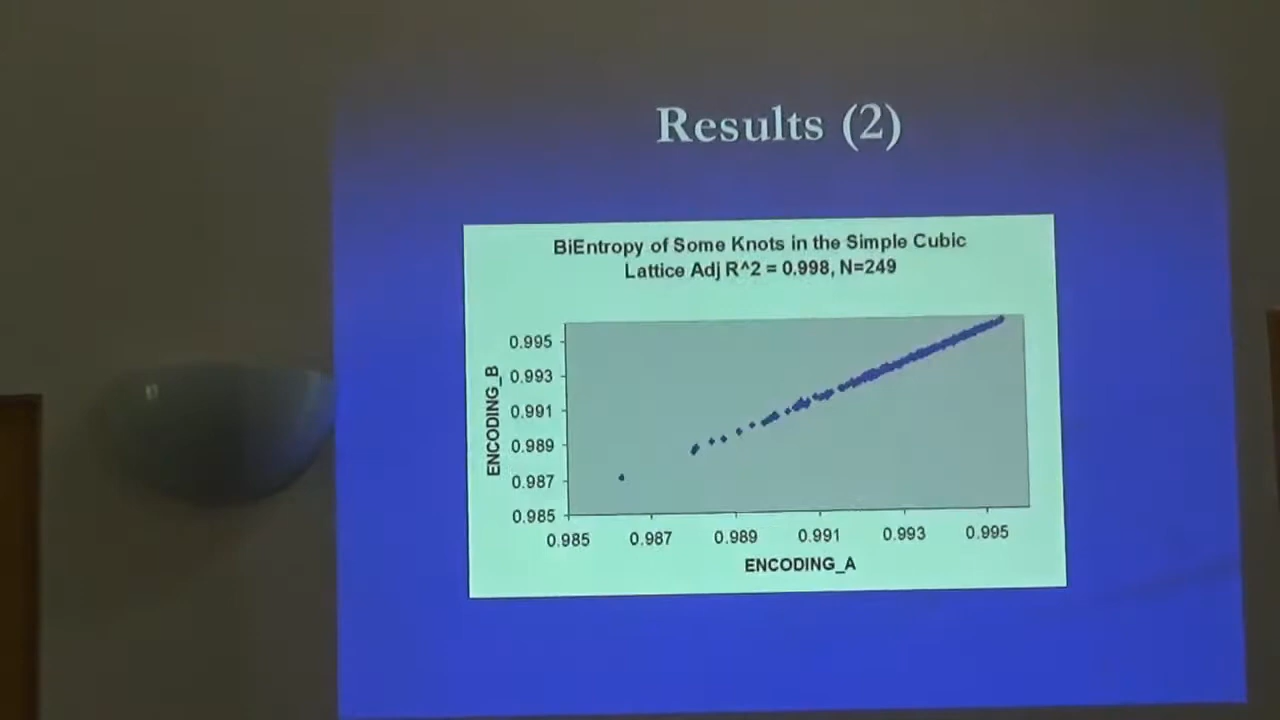 Results (2)
BiEntropy of Some Knots in the Simple Cubic
Lattice Adj R^2 = 0.998, N=249
ENCODING_B
0.995
0.993
0.991
0.989
0.987
0.985
0.985 0.987 0.989 0.991 0.993 0.995
ENCODING_A